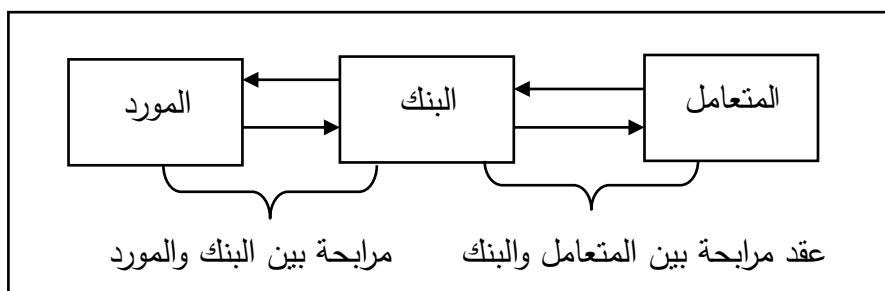 المتعامل
البنك
المورد
عقد مرابحة بين المتعامل والبنك
مرابحة بين البنك والمورد